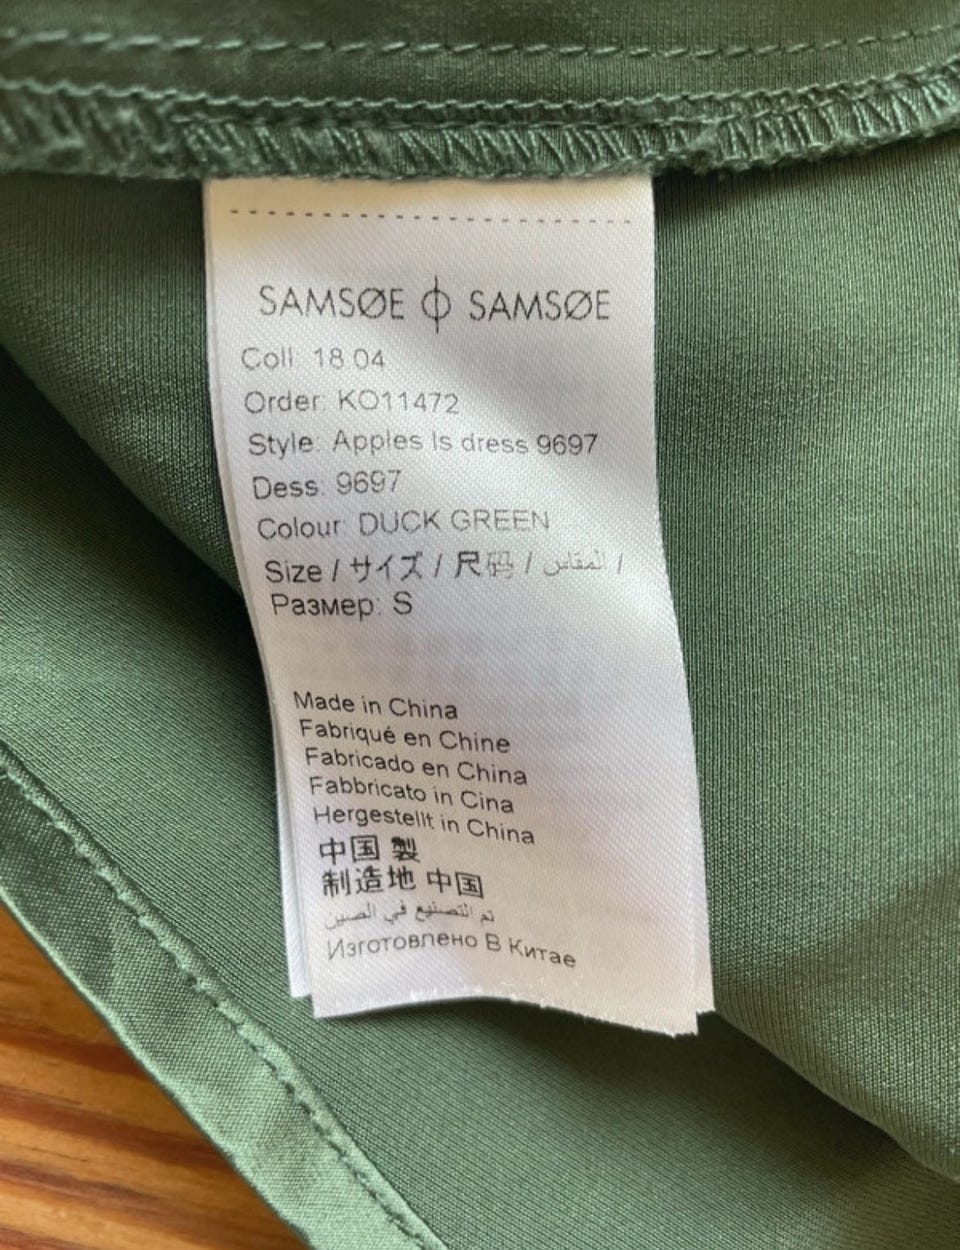 SAMSØE ϕ SAMSØE
Coll: 18 04
Order: KO11472
Style: Apples ls dress 9697
Dess: 9697
Colour: DUCK GREEN
Size / サイズ / 尺码 / المقاس /
Размер: S
Made in China
Fabriqué en Chine
Fabricado en China
Fabbricato in Cina
Hergestellt in China
中国 製
制造地 中国
تم التصنيع في الصين
Изготовлено В Китае